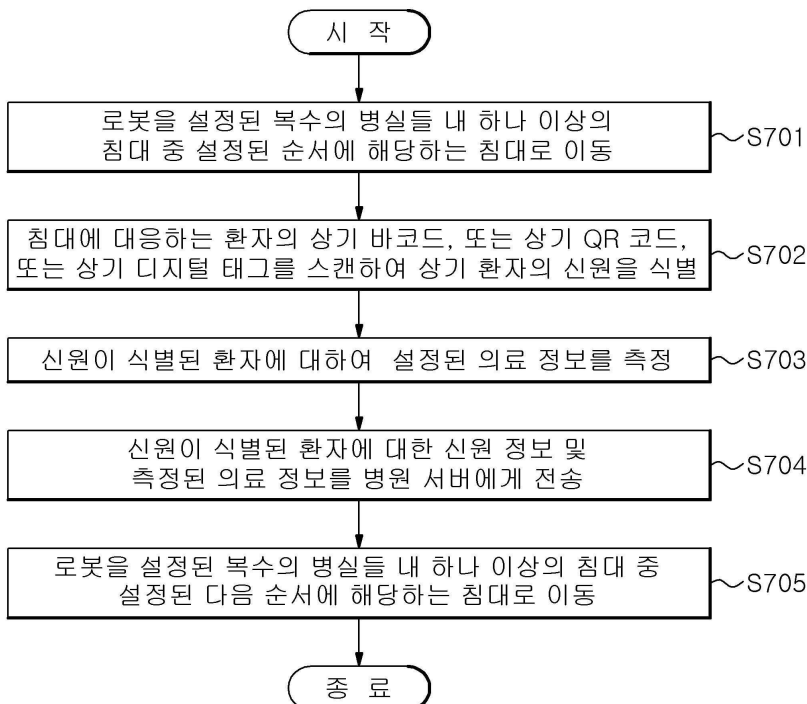 시 작
로봇을 설정된 복수의 병실들 내 하나 이상의
침대 중 설정된 순서에 해당하는 침대로 이동
S701
침대에 대응하는 환자의 상기 바코드, 또는 상기 QR 코드,
또는 상기 디지털 태그를 스캔하여 상기 환자의 신원을 식별
S702
신원이 식별된 환자에 대하여 설정된 의료 정보를 측정
S703
신원이 식별된 환자에 대한 신원 정보 및
측정된 의료 정보를 병원 서버에게 전송
S704
로봇을 설정된 복수의 병실들 내 하나 이상의 침대 중
설정된 다음 순서에 해당하는 침대로 이동
S705
종 료